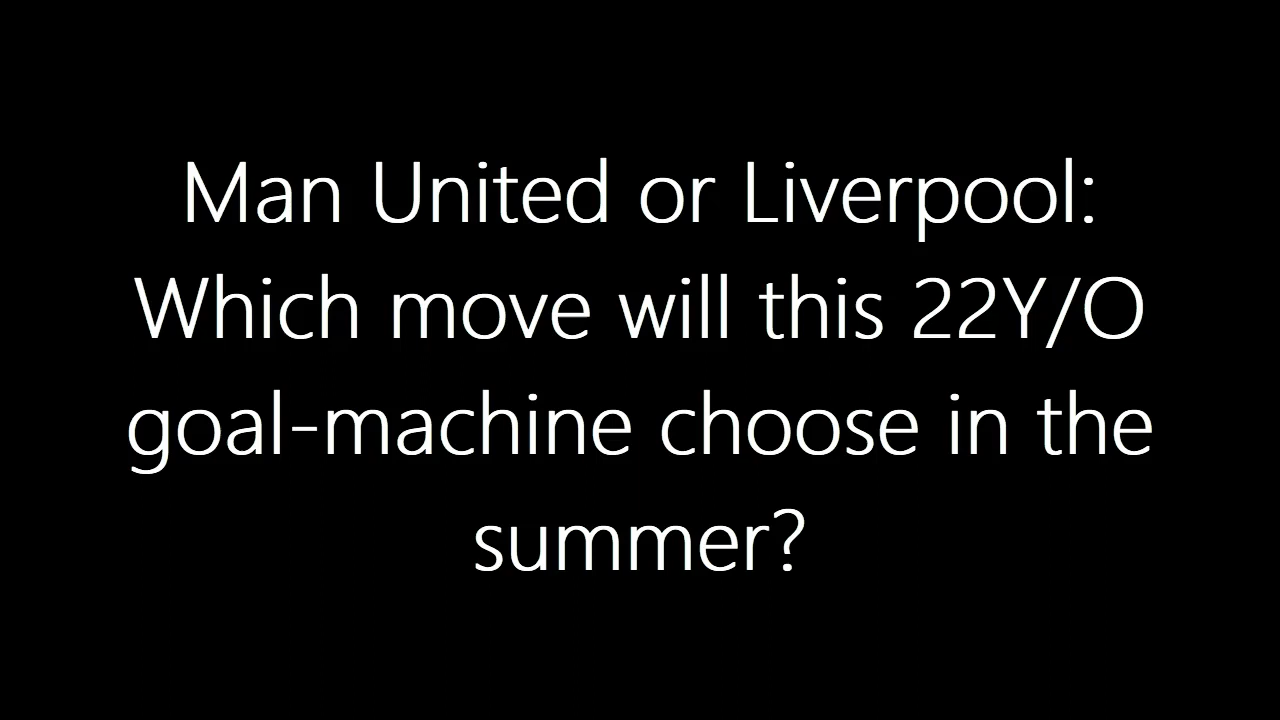 Man United or Liverpool:
Which move will this 22Y/O
goal-machine choose in the
summer?